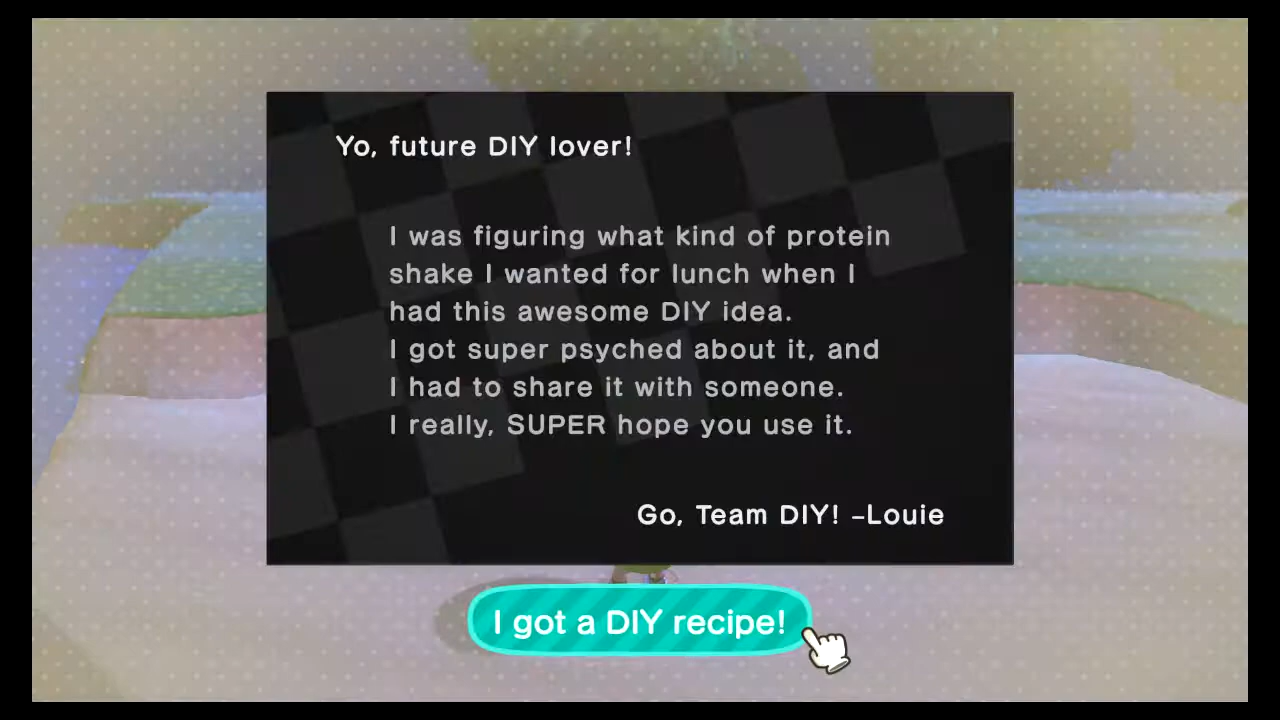 Yo, future DIY lover!
I was figuring what kind of protein
shake I wanted for lunch when I
had this awesome DIY idea.
I got super psyched about it, and
I had to share it with someone.
I really, SUPER hope you use it.
Go, Team DIY! –Louie
I got a DIY recipe!